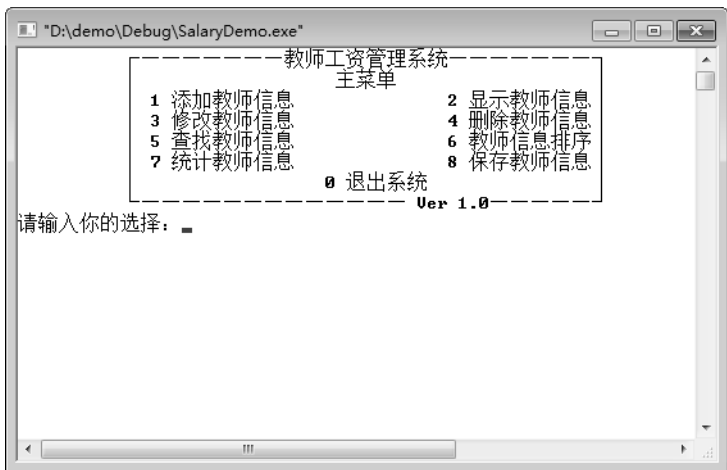 "D:\demo\Debug\SalaryDemo.exe"
教师工资管理系统
主菜单
1 添加教师信息 2 显示教师信息
3 修改教师信息 4 删除教师信息
5 查找教师信息 6 教师信息排序
7 统计教师信息 8 保存教师信息
0 退出系统
Ver 1.0
请输入你的选择：